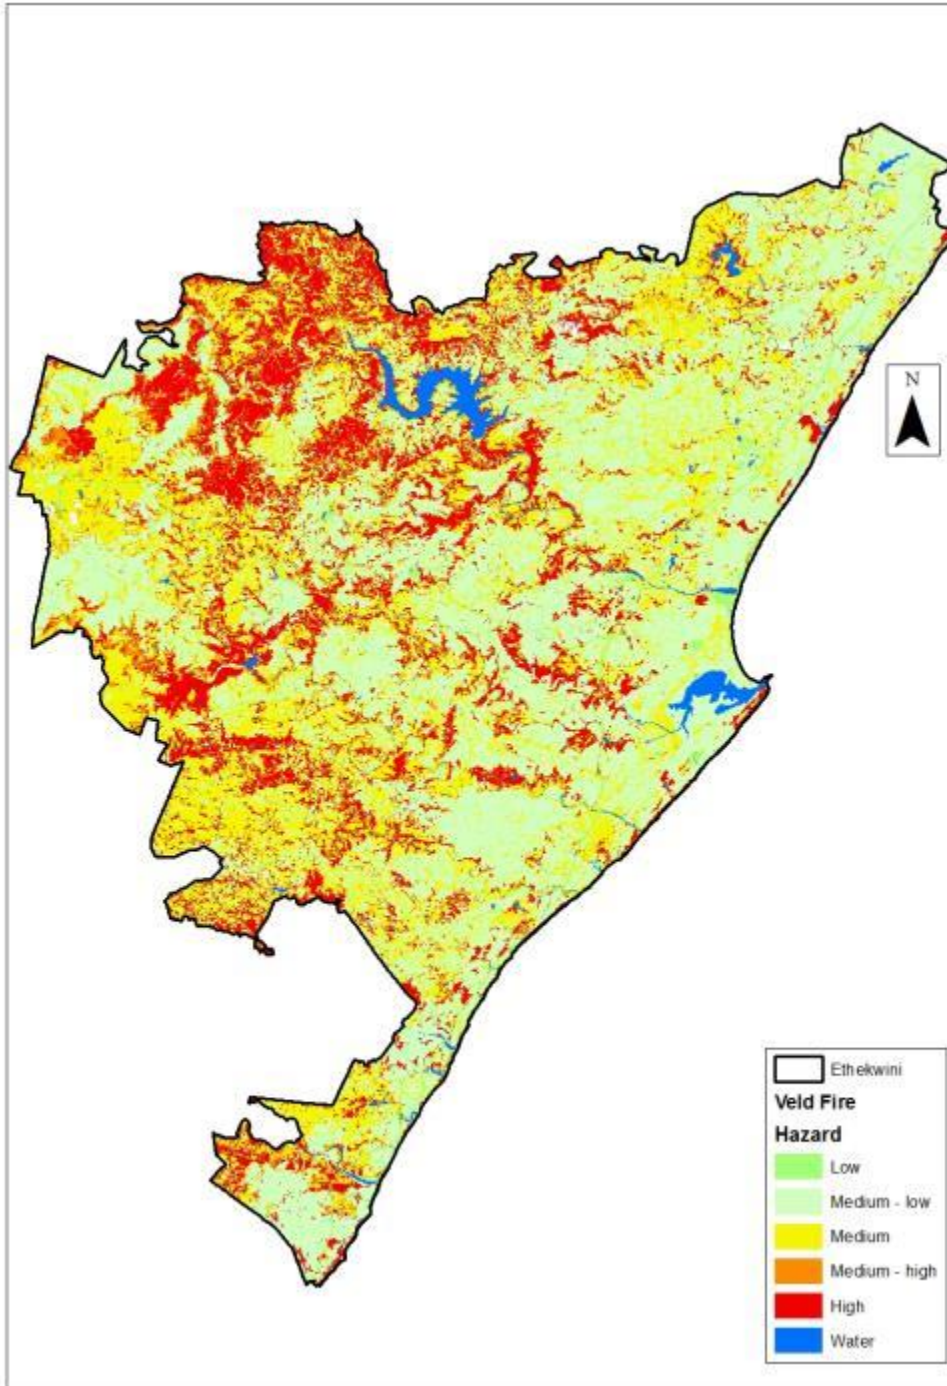 N
Ethekwini
Veld Fire
Hazard
Low
Medium - low
Medium
Medium - high
High
Water